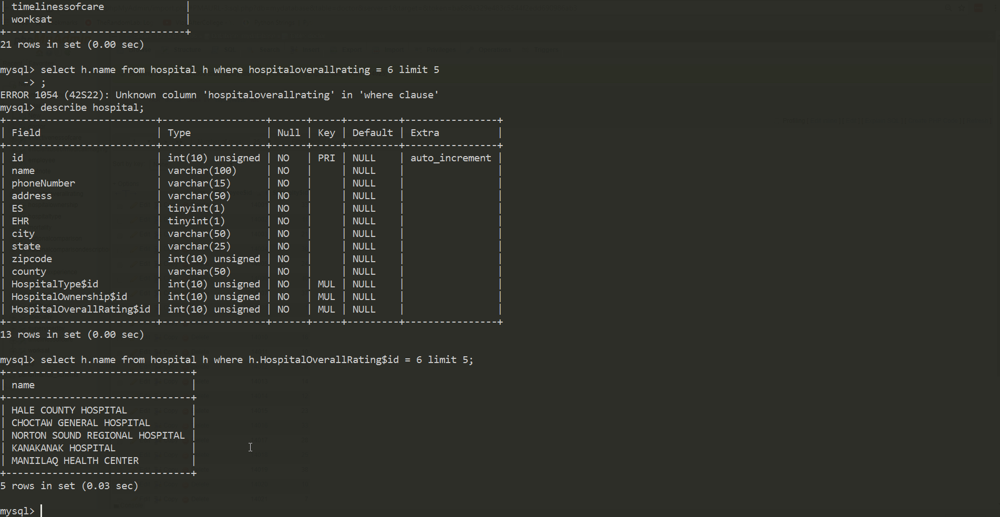 | timelinessofcare              |
| worksat                       |
+-------------------------------+
21 rows in set (0.00 sec)
mysql> select h.name from hospital h where hospitaloverallrating = 6 limit 5
    -> ;
ERROR 1054 (42S22): Unknown column 'hospitaloverallrating' in 'where clause'
mysql> describe hospital;
+--------------------------+------------------+------+-----+---------+----------------+
| Field                    | Type             | Null | Key | Default | Extra          |
+--------------------------+------------------+------+-----+---------+----------------+
| id                       | int(10) unsigned | NO   | PRI | NULL    | auto_increment |
| name                     | varchar(100)     | NO   |     | NULL    |                |
| phoneNumber              | varchar(15)      | NO   |     | NULL    |                |
| address                  | varchar(50)      | NO   |     | NULL    |                |
| ES                       | tinyint(1)       | NO   |     | NULL    |                |
| EHR                      | tinyint(1)       | NO   |     | NULL    |                |
| city                     | varchar(50)      | NO   |     | NULL    |                |
| state                    | varchar(25)      | NO   |     | NULL    |                |
| zipcode                  | int(10) unsigned | NO   |     | NULL    |                |
| county                   | varchar(50)      | NO   |     | NULL    |                |
| HospitalType$id          | int(10) unsigned | NO   | MUL | NULL    |                |
| HospitalOwnership$id     | int(10) unsigned | NO   | MUL | NULL    |                |
| HospitalOverallRating$id | int(10) unsigned | NO   | MUL | NULL    |                |
+--------------------------+------------------+------+-----+---------+----------------+
13 rows in set (0.00 sec)
mysql> select h.name from hospital h where h.HospitalOverallRating$id = 6 limit 5;
+--------------------------------+
| name                           |
+--------------------------------+
| HALE COUNTY HOSPITAL           |
| CHOCTAW GENERAL HOSPITAL       |
| NORTON SOUND REGIONAL HOSPITAL |
| KANAKANAK HOSPITAL             |
| MANIILAQ HEALTH CENTER         |
+--------------------------------+
5 rows in set (0.03 sec)
mysql>